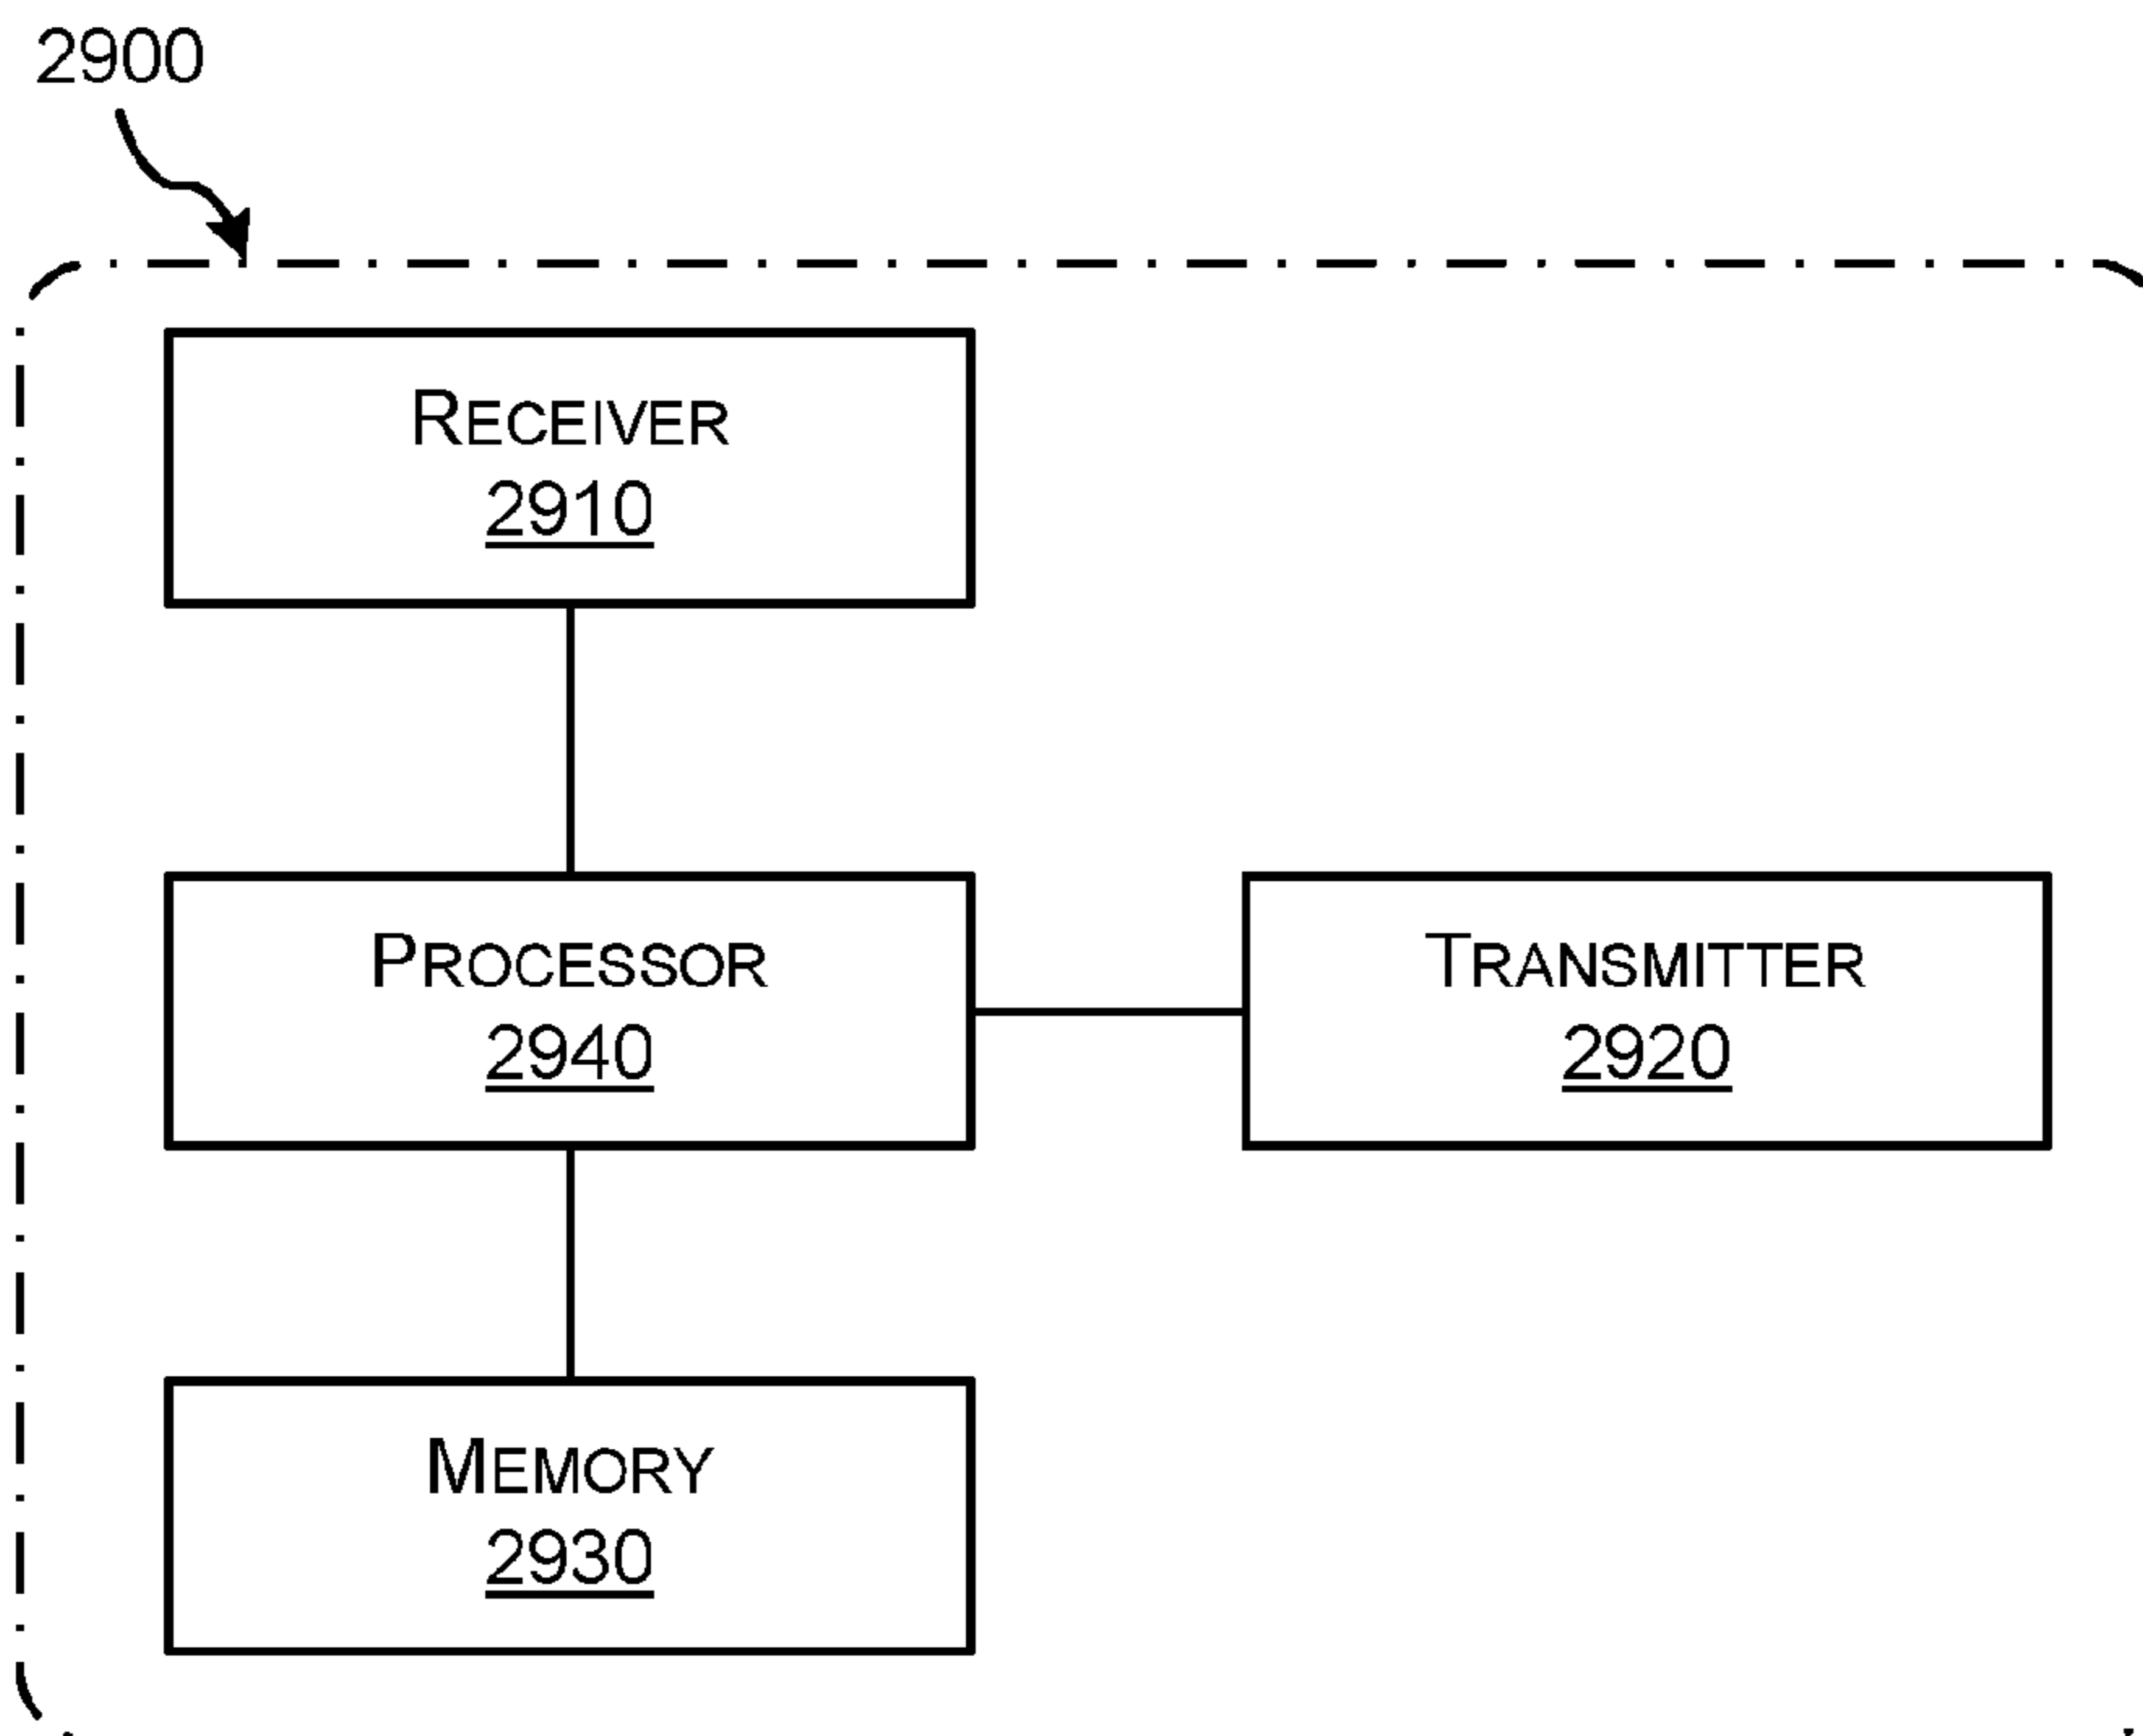 2900
RECEIVER
2910
PROCESSOR
2940
TRANSMITTER
2920
MEMORY
2930